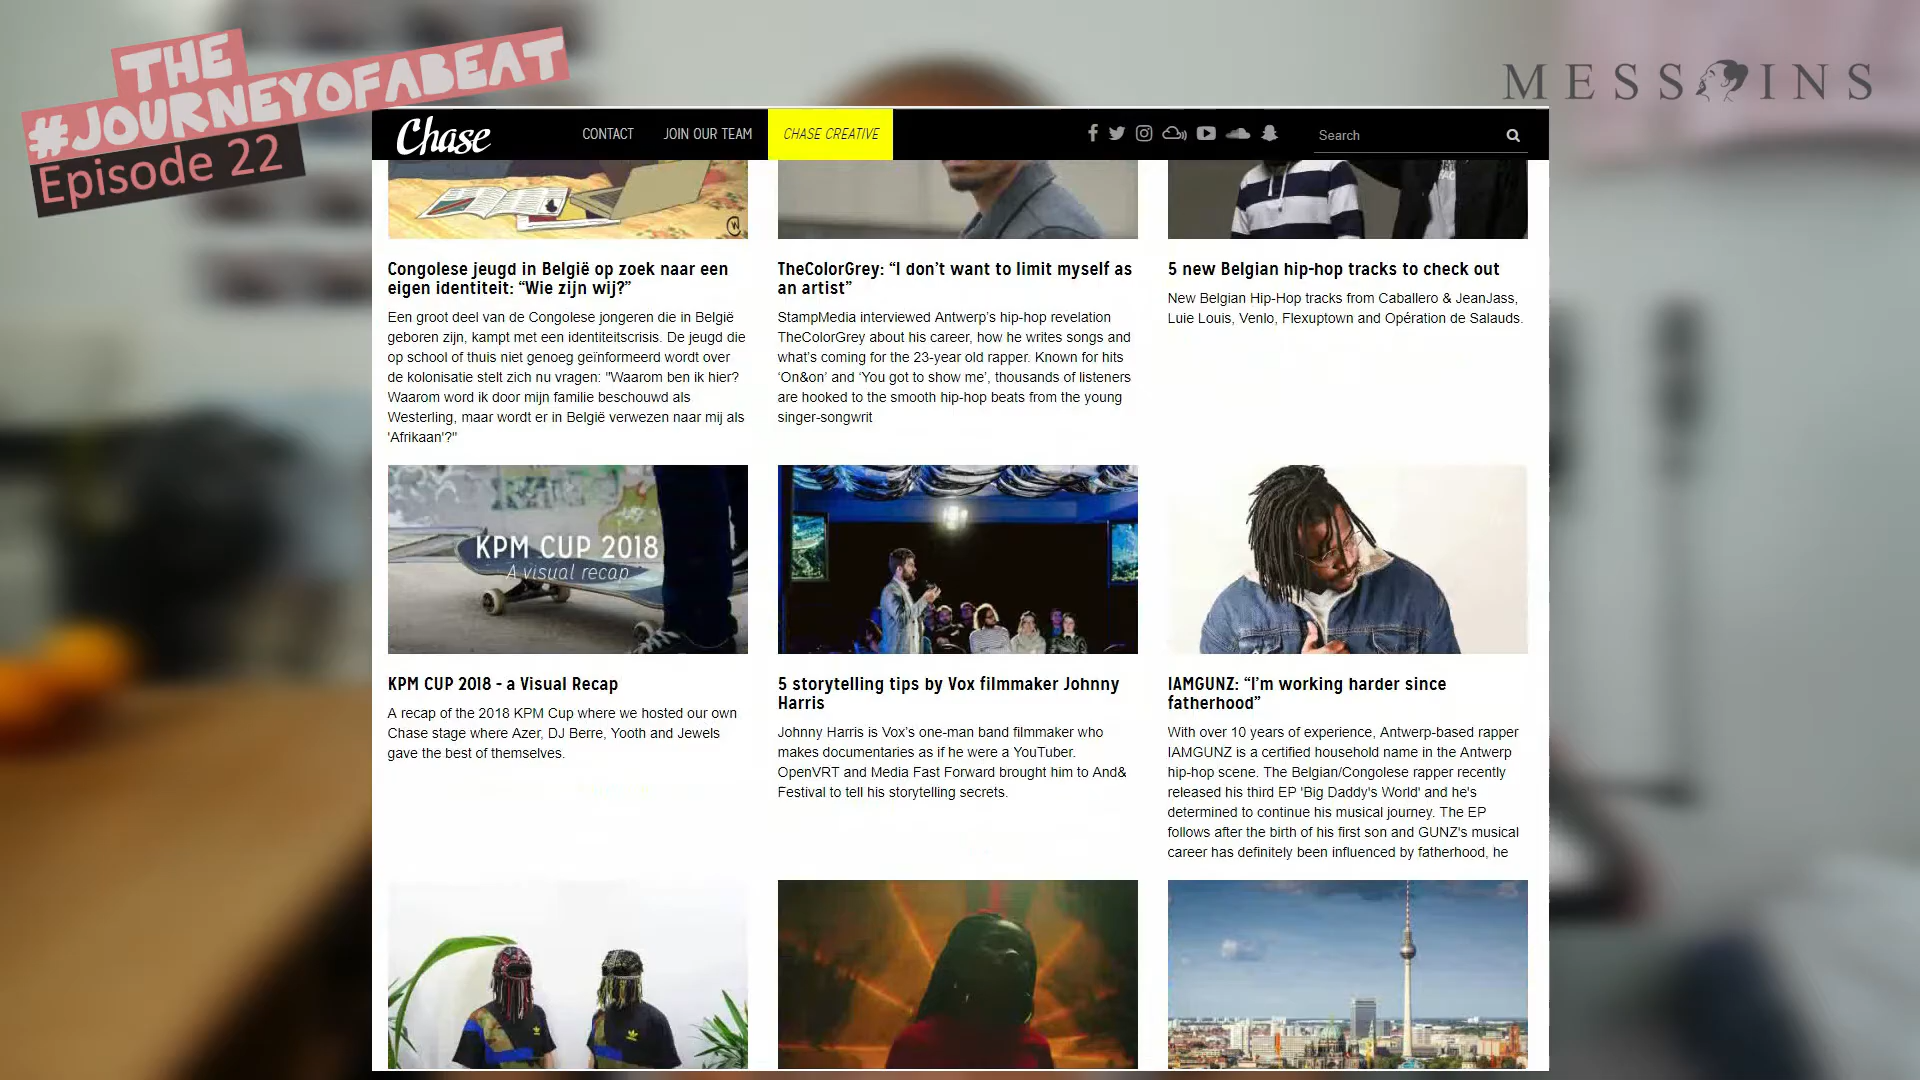 THE
#JOURNEYOFABEAT
Episode 22
MESS INS
Chase
CONTACT
JOIN OUR TEAM
CHASE CREATIVE
Search
Congolese jeugd in België op zoek naar een
eigen identiteit: “Wie zijn wij?”
Een groot deel van de Congolese jongeren die in België
geboren zijn, kampt met een identiteitscrisis. De jeugd die
op school of thuis niet genoeg geïnformeerd wordt over
de kolonisatie stelt zich nu vragen: "Waarom ben ik hier?
Waarom word ik door mijn familie beschouwd als
Westerling, maar wordt er in België verwezen naar mij als
'Afrikaan'?"
TheColorGrey: “I don’t want to limit myself as
an artist”
StampMedia interviewed Antwerp’s hip-hop revelation
TheColorGrey about his career, how he writes songs and
what’s coming for the 23-year old rapper. Known for hits
‘On&on’ and ‘You got to show me’, thousands of listeners
are hooked to the smooth hip-hop beats from the young
singer-songwrit
5 new Belgian hip-hop tracks to check out
New Belgian Hip-Hop tracks from Caballero & JeanJass,
Luie Louis, Venlo, Flexuptown and Opération de Salauds.
KPM CUP 2018
A visual recap
KPM CUP 2018 - a Visual Recap
A recap of the 2018 KPM Cup where we hosted our own
Chase stage where Azer, DJ Berre, Yooth and Jewels
gave the best of themselves.
5 storytelling tips by Vox filmmaker Johnny
Harris
Johnny Harris is Vox’s one-man band filmmaker who
makes documentaries as if he were a YouTuber.
OpenVRT and Media Fast Forward brought him to And&
Festival to tell his storytelling secrets.
IAMGUNZ: “I’m working harder since
fatherhood”
With over 10 years of experience, Antwerp-based rapper
IAMGUNZ is a certified household name in the Antwerp
hip-hop scene. The Belgian/Congolese rapper recently
released his third EP 'Big Daddy's World' and he's
determined to continue his musical journey. The EP
follows after the birth of his first son and GUNZ's musical
career has definitely been influenced by fatherhood, he